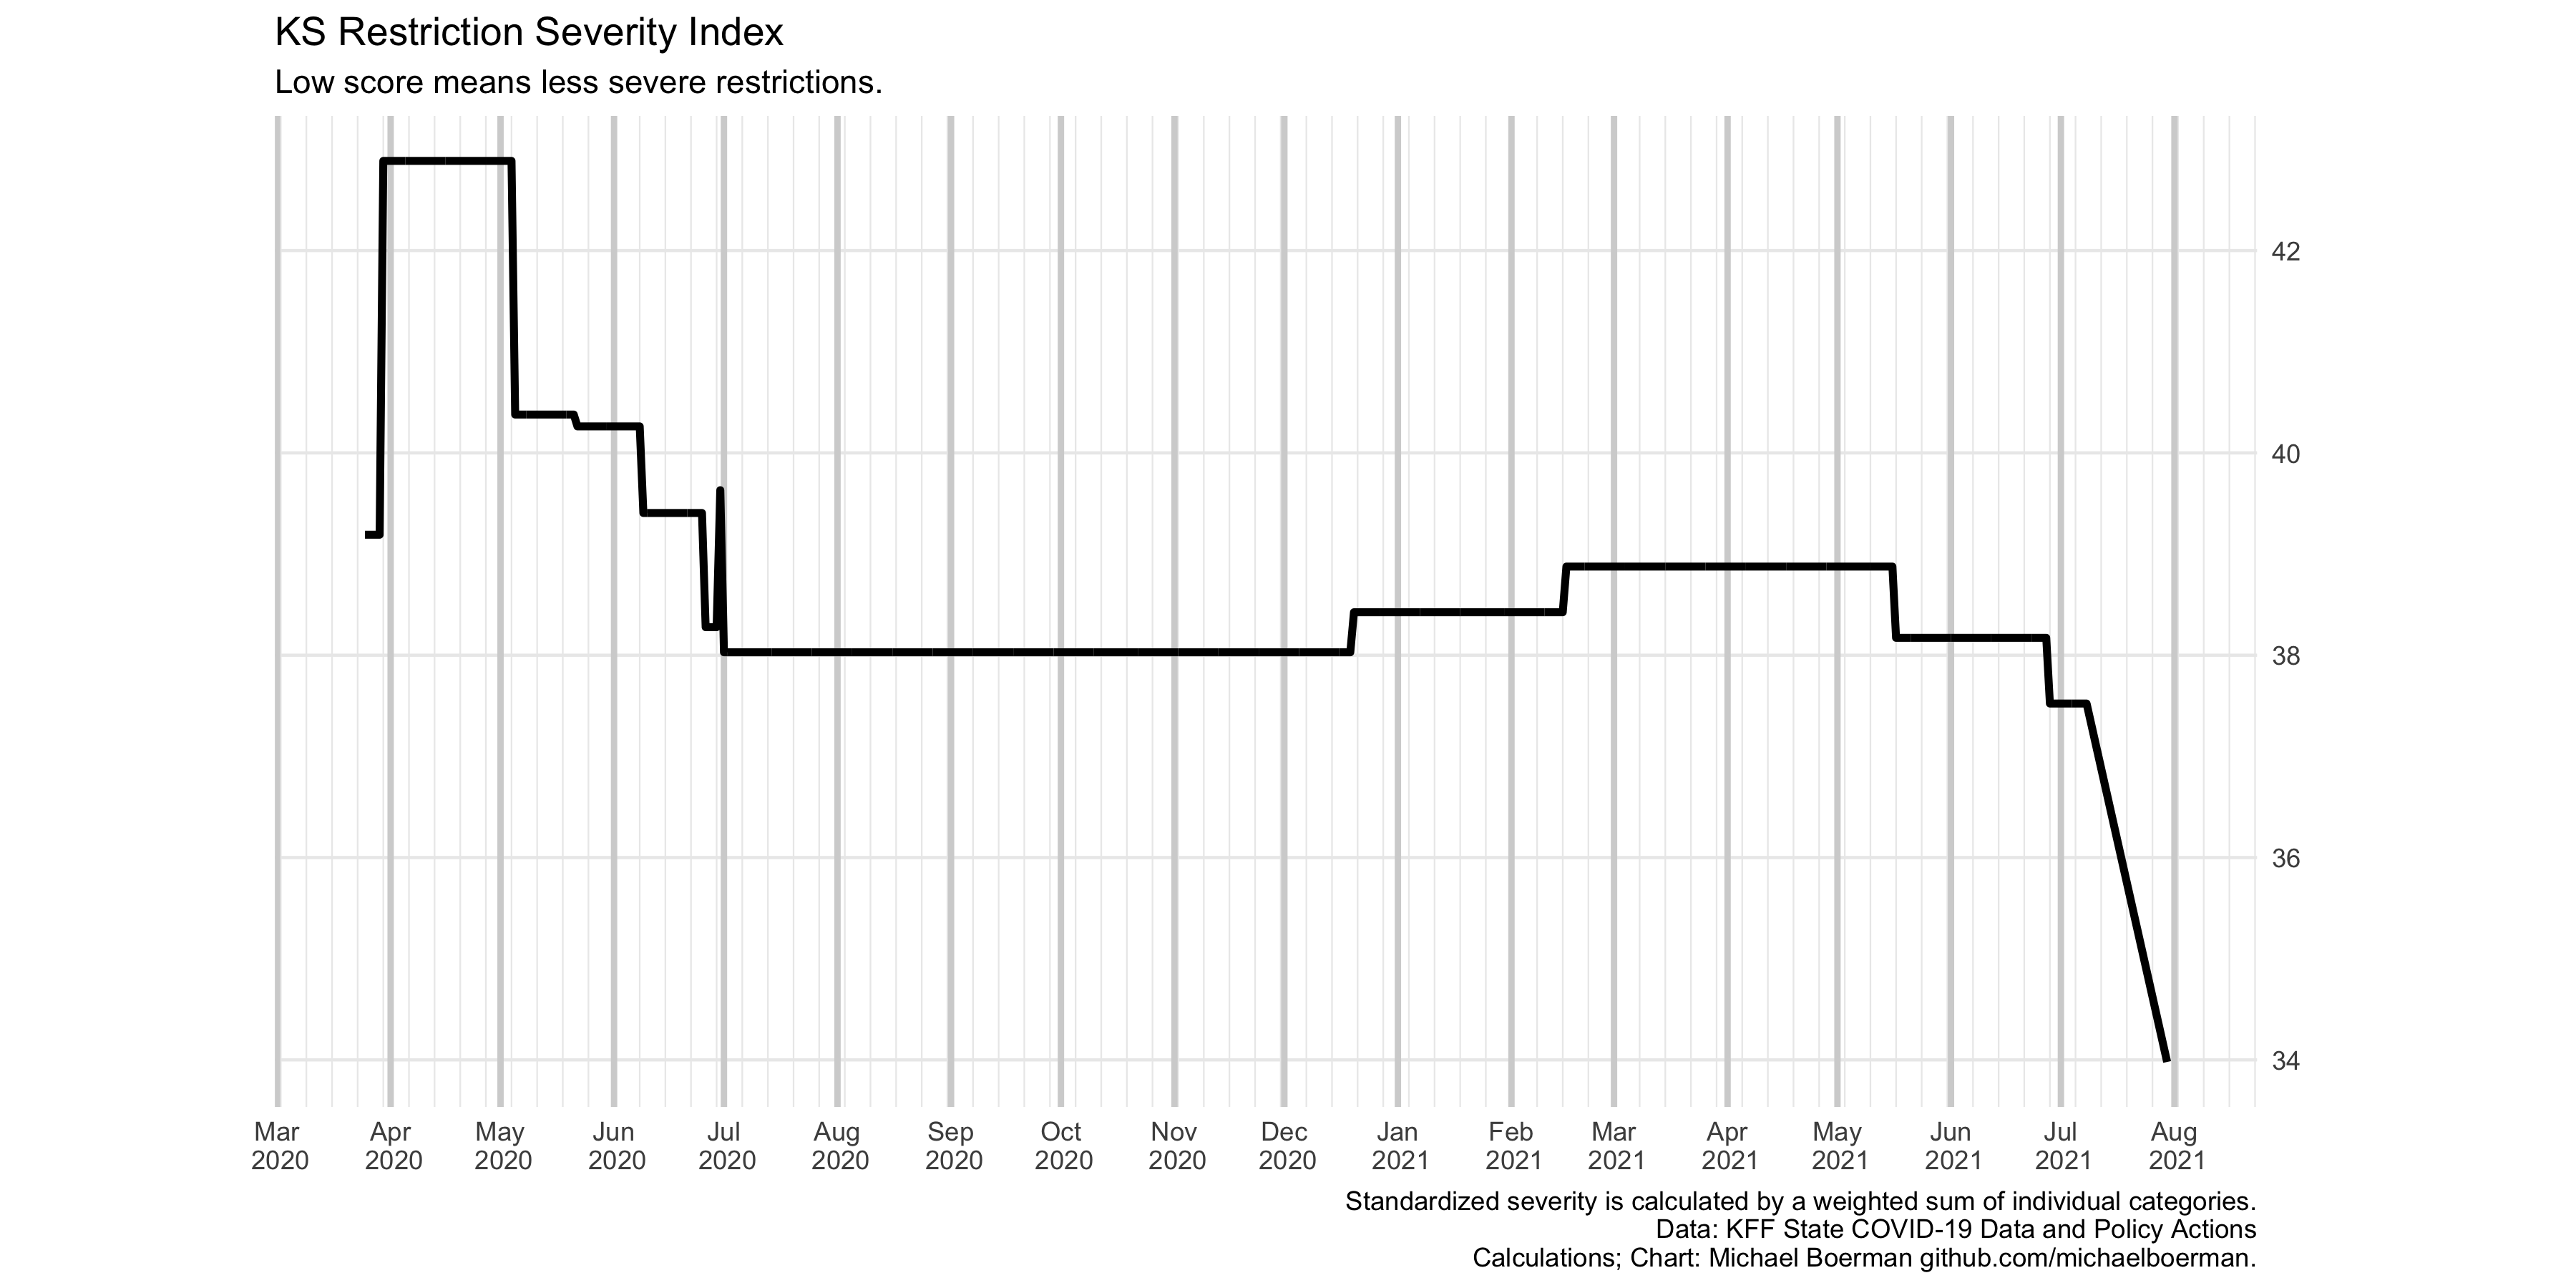 KS Restriction Severity Index
Low score means less severe restrictions.
42
40
38
36
34
Mar Apr May Jun Jul Aug Sep Oct Nov Dec Jan Feb Mar Apr May Jun Jul Aug
2020 2020 2020 2020 2020 2020 2020 2020 2020 2020 2021 2021 2021 2021 2021 2021 2021 2021
Standardized severity is calculated by a weighted sum of individual categories.
Data: KFF State COVID-19 Data and Policy Actions
Calculations; Chart: Michael Boerman github.com/michaelboerman.